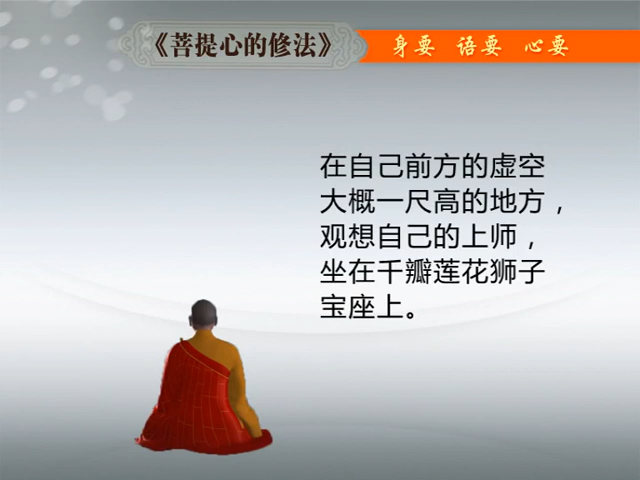 《菩提心的修法》 身要 语要 心要
在自己前方的虚空
大概一尺高的地方，
观想自己的上师，
坐在千瓣莲花狮子
宝座上。